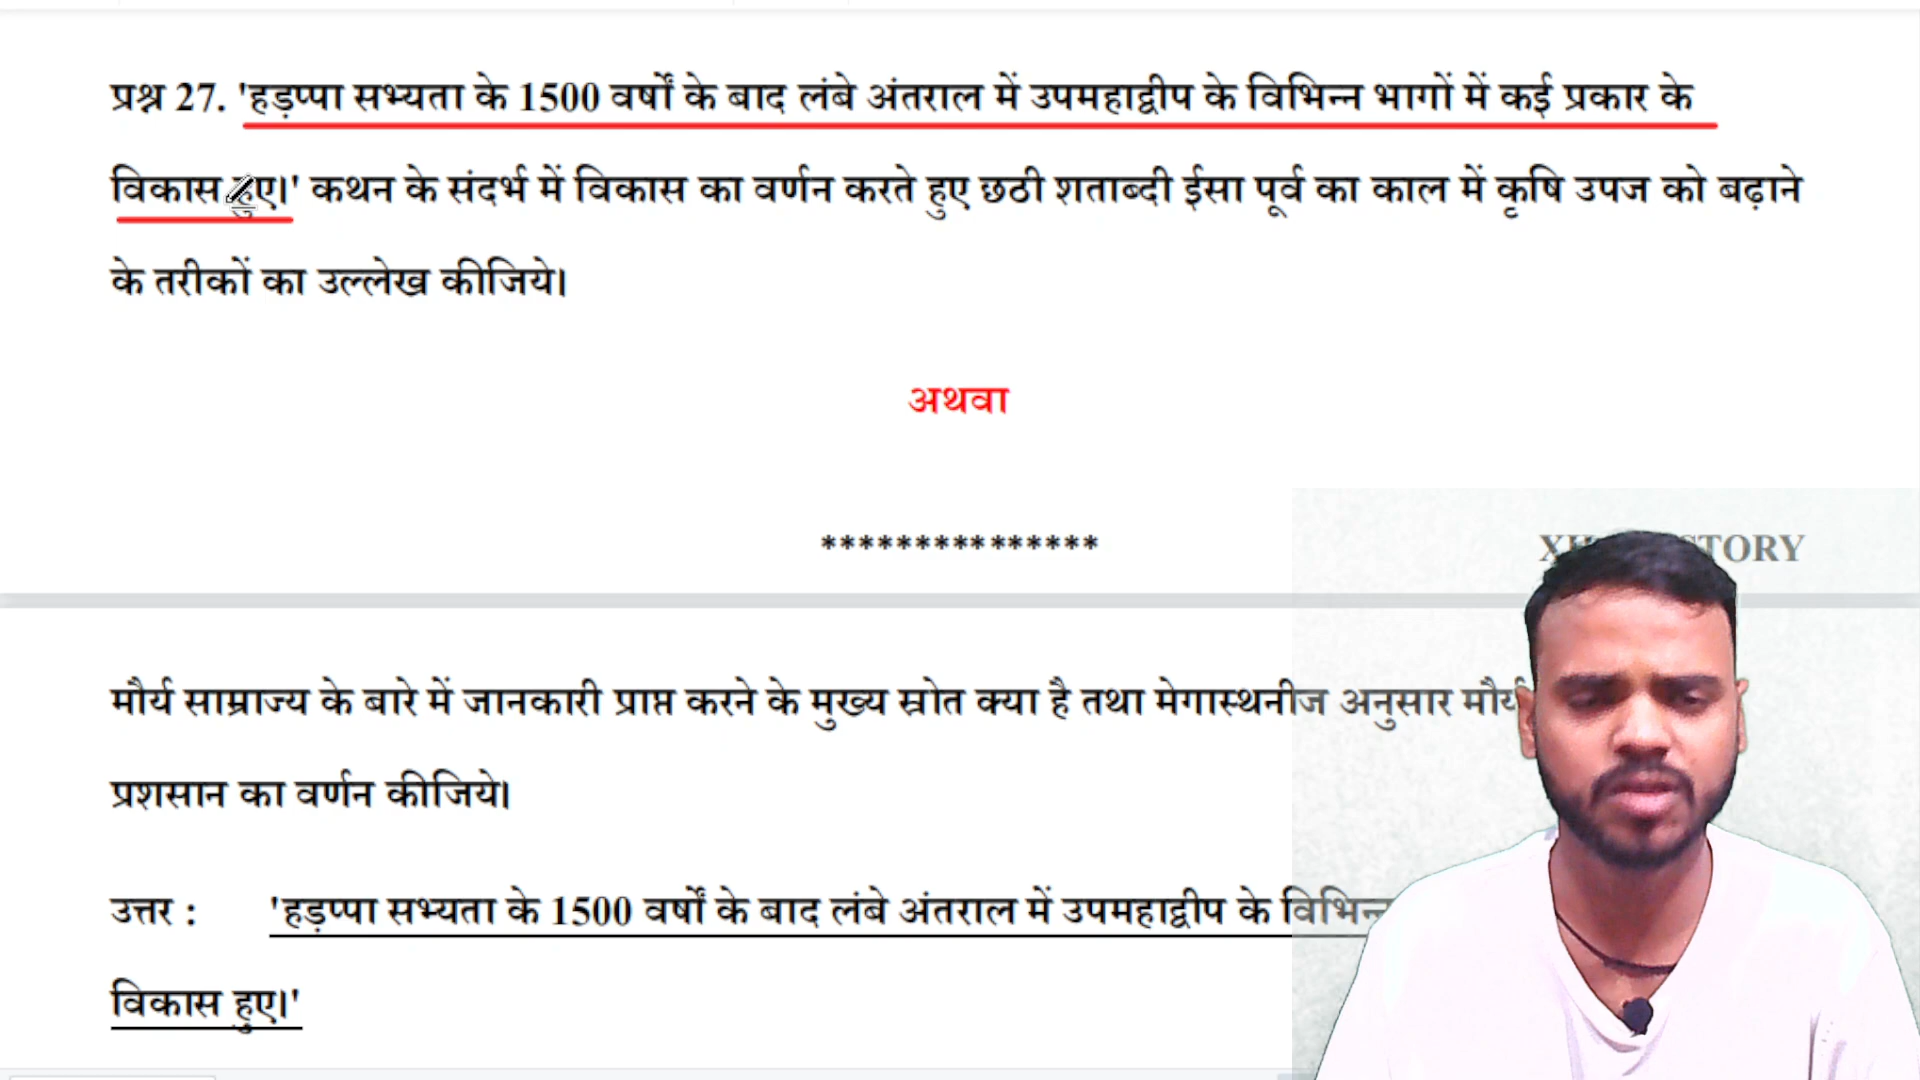 प्रश्न 27. 'हड़प्पा सभ्यता के 1500 वर्षों के बाद लंबे अंतराल में उपमहाद्वीप के विभिन्न भागों में कई प्रकार के
विकास हुए।' कथन के संदर्भ में विकास का वर्णन करते हुए छठी शताब्दी ईसा पूर्व का काल में कृषि उपज को बढ़ाने
के तरीकों का उल्लेख कीजिये।
अथवा
***************
मौर्य साम्राज्य के बारे में जानकारी प्राप्त करने के मुख्य स्रोत क्या है तथा मेगास्थनीज अनुसार मौर्य
प्रशसान का वर्णन कीजिये।
उत्तर : 'हड़प्पा सभ्यता के 1500 वर्षों के बाद लंबे अंतराल में उपमहाद्वीप के
विकास हुए।'